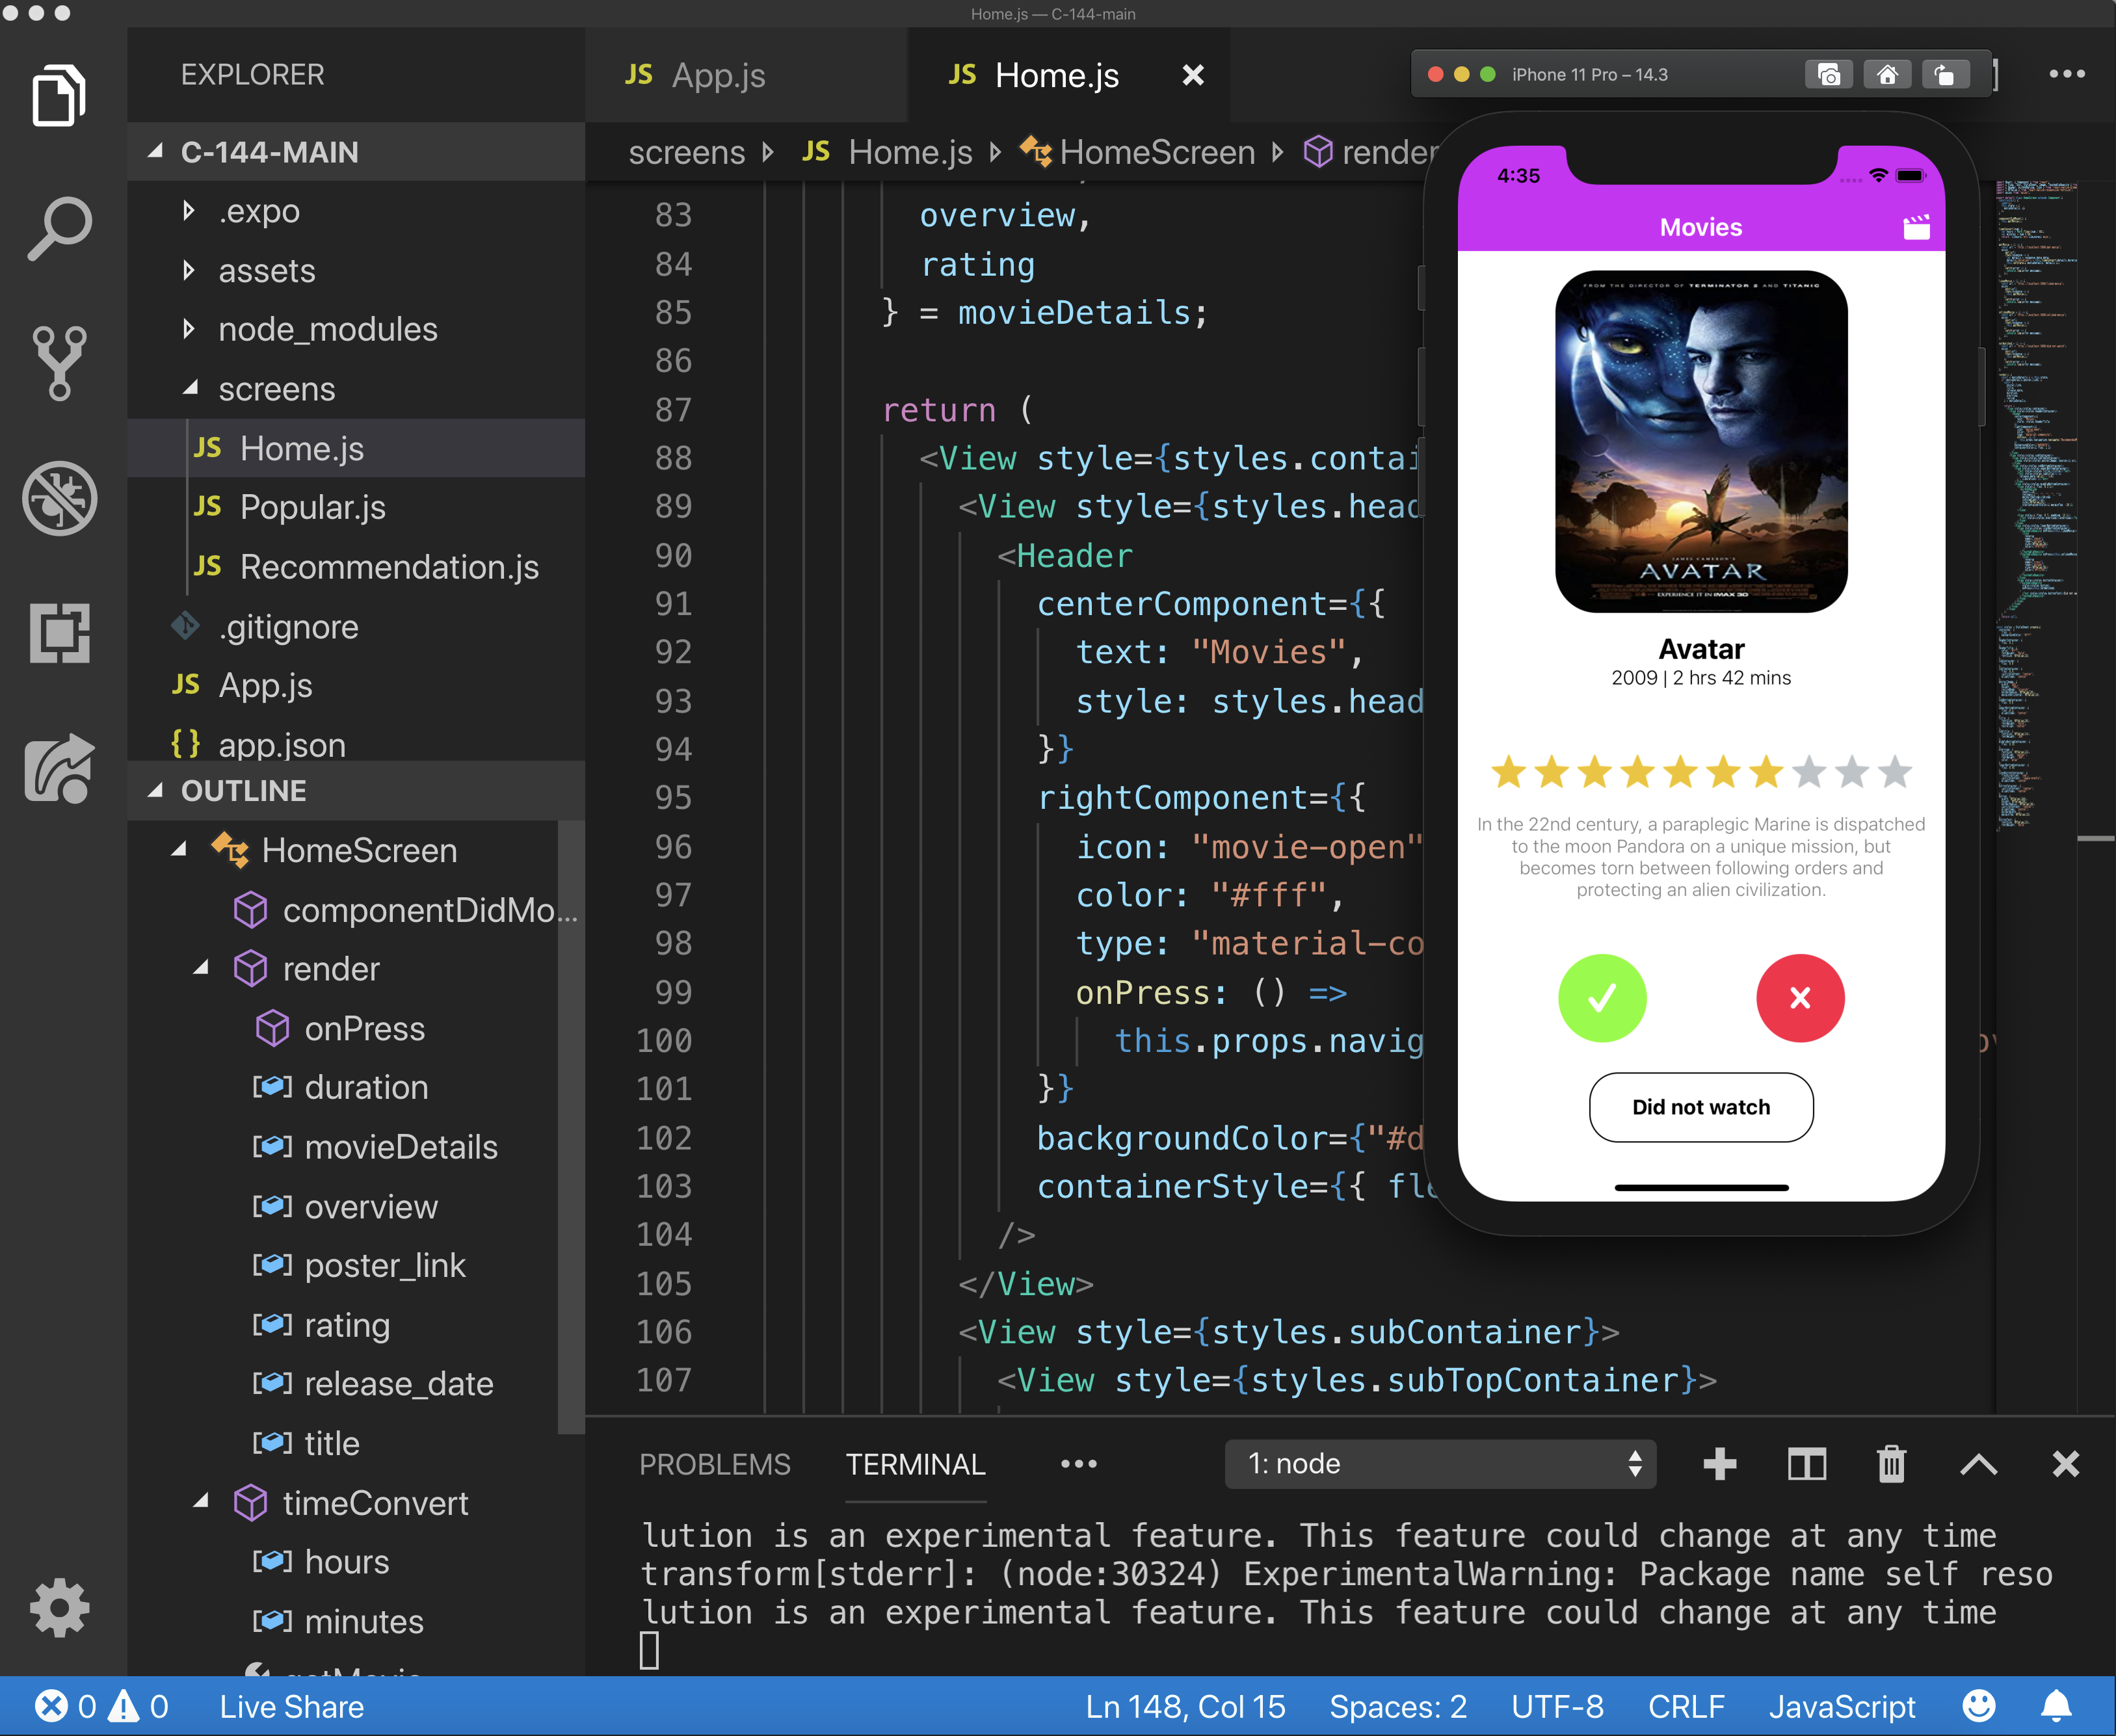 Home.js — C-144-main
EXPLORER
C-144-MAIN
.expo
assets
node_modules
screens
JS Home.js
JS Popular.js
JS Recommendation.js
.gitignore
JS App.js
{} app.json
OUTLINE
HomeScreen
componentDidMo...
render
onPress
duration
movieDetails
overview
poster_link
rating
release_date
title
timeConvert
hours
minutes
JS App.js
JS Home.js
screens JS Home.js HomeScreen render
83 overview,
84 rating
85 } = movieDetails;
86
87 return (
88 <View style={styles.contai
89 <View style={styles.head
90 <Header
91 centerComponent={{
92 text: "Movies",
93 style: styles.head
94 }}
95 rightComponent={{
96 icon: "movie-open"
97 color: "#fff",
98 type: "material-co
99 onPress: () =>
100 this.props.navig
101 }}
102 backgroundColor={"#d
103 containerStyle={{ fle
104 />
105 </View>
106 <View style={styles.subContainer}>
107 <View style={styles.subTopContainer}>
iPhone 11 Pro – 14.3
4:35
Movies
FROM THE DIRECTOR OF TERMINATOR 2 AND TITANIC
JAMES CAMERON'S
AVATAR
EXPERIENCE IT IN IMAX 3D
Avatar
2009 | 2 hrs 42 mins
In the 22nd century, a paraplegic Marine is dispatched
to the moon Pandora on a unique mission, but
becomes torn between following orders and
protecting an alien civilization.
Did not watch
PROBLEMS TERMINAL 1: node
lution is an experimental feature. This feature could change at any time
transform[stderr]: (node:30324) ExperimentalWarning: Package name self reso
lution is an experimental feature. This feature could change at any time
0 0 Live Share Ln 148, Col 15 Spaces: 2 UTF-8 CRLF JavaScript